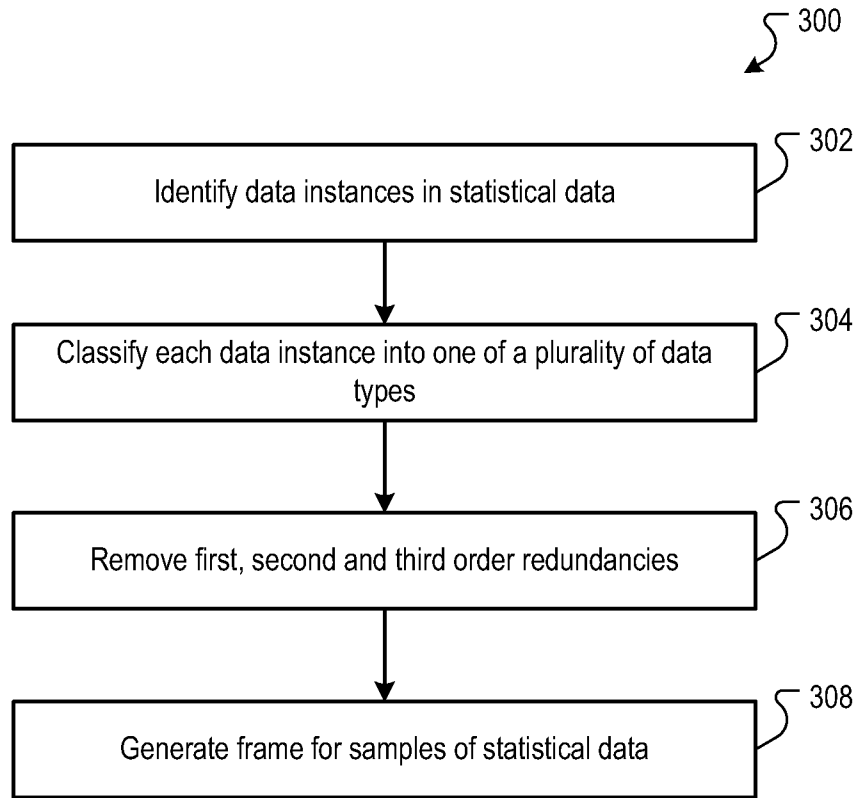 300
302
Identify data instances in statistical data
304
Classify each data instance into one of a plurality of data
types
306
Remove first, second and third order redundancies
308
Generate frame for samples of statistical data